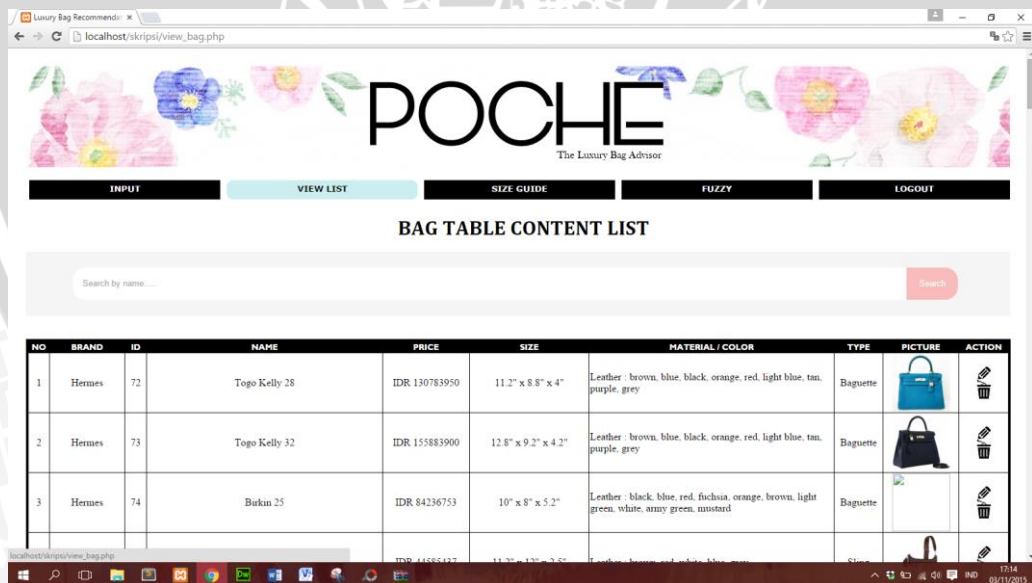 Luxury Bag Recommendat
localhost/skripsi/view_bag.php
POCHE
The Luxury Bag Advisor
INPUT VIEW LIST SIZE GUIDE FUZZY LOGOUT
BAG TABLE CONTENT LIST
Search by name.... Search
NO BRAND ID NAME PRICE SIZE MATERIAL / COLOR TYPE PICTURE ACTION
1 Hermes 72 Togo Kelly 28 IDR 130783950 11.2" x 8.8" x 4" Leather : brown, blue, black, orange, red, light blue, tan, purple, grey Baguette
2 Hermes 73 Togo Kelly 32 IDR 155883900 12.8" x 9.2" x 4.2" Leather : brown, blue, black, orange, red, light blue, tan, purple, grey Baguette
3 Hermes 74 Birkin 25 IDR 84236753 10" x 8" x 5.2" Leather : black, blue, red, fuchsia, orange, brown, light green, white, army green, mustard Baguette
localhost/skripsi/view_bag.php
IND 17:14
03/11/2015